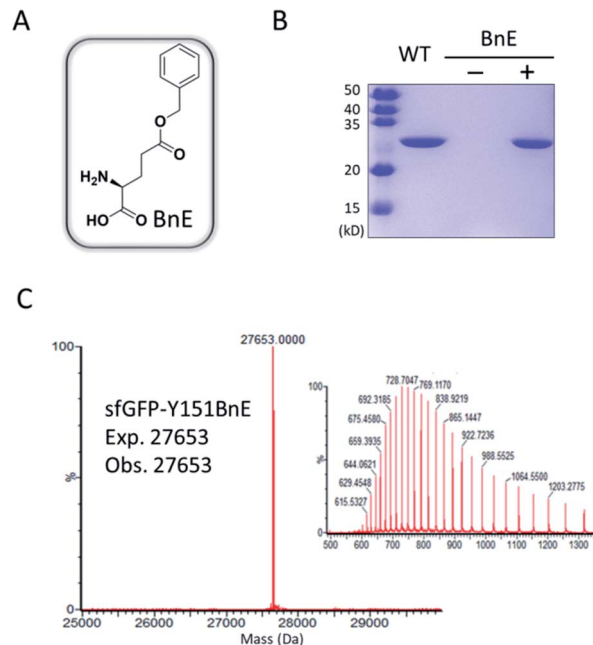 A
O
O
H₂N
HO
O
BnE
B
WT
BnE
−
+
50
40
35
20
15
(kD)
C
27653.0000
100
%
0
sfGFP-Y151BnE
Exp. 27653
Obs. 27653
25000 26000 27000 28000 29000
Mass (Da)
100
%
0
728.7047
769.1170
692.3185
838.9219
675.4580
865.1447
659.3935
922.7236
644.0621
988.5525
629.4548
1064.5500
615.5327
1203.2775
500 600 700 800 900 1000 1100 1200 1300